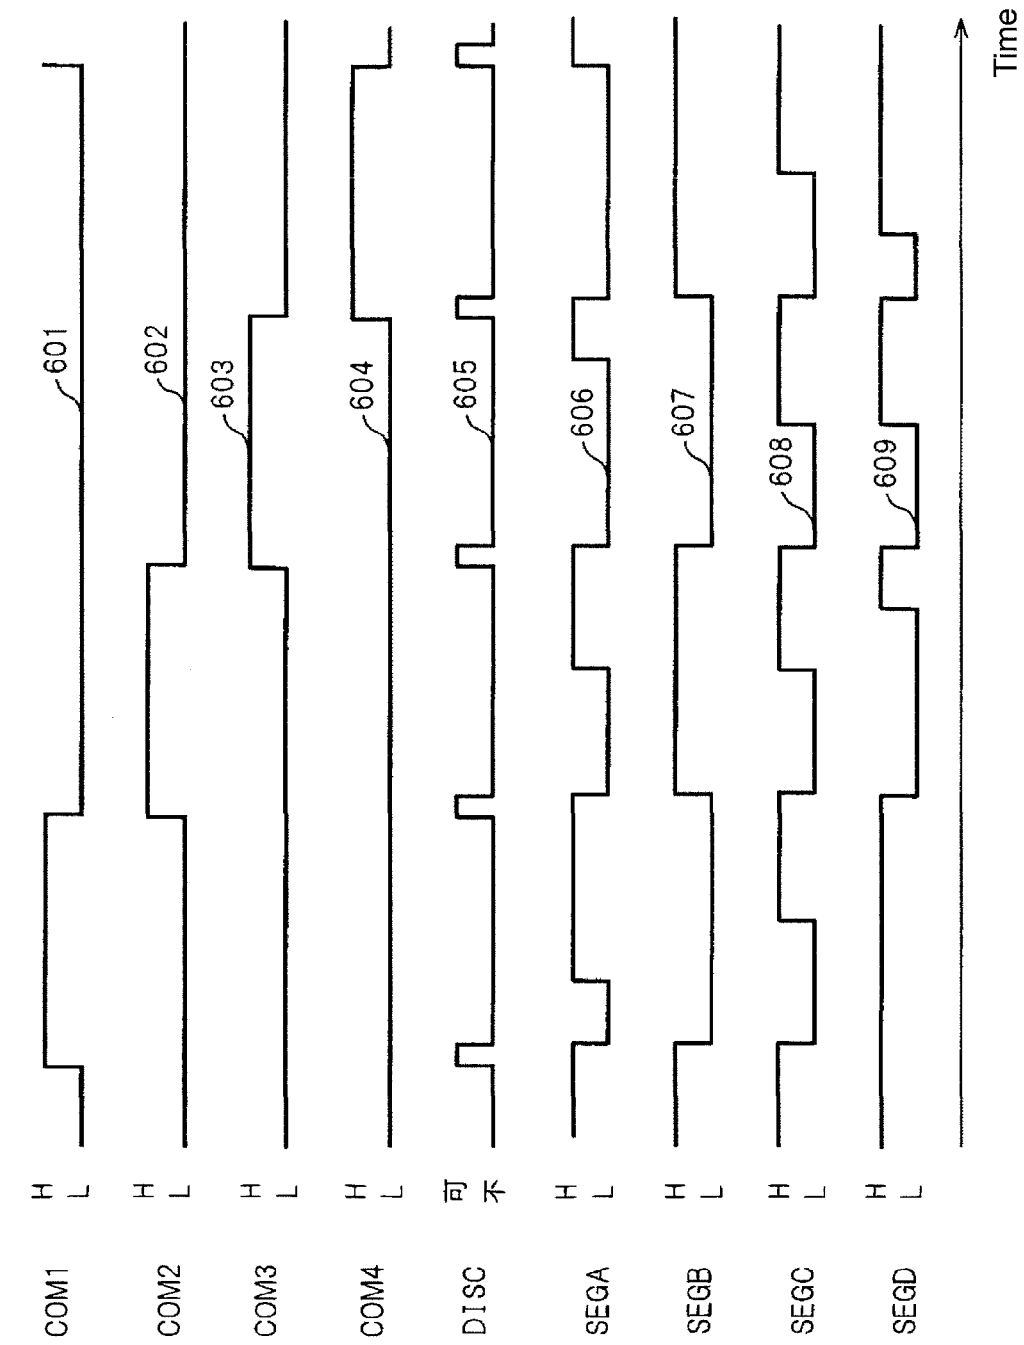 COM1 H L 601
COM2 H L 602
COM3 H L 603
COM4 H L 604
DISC 可 不 605
SEGA H L 606
SEGB H L 607
SEGC H L 608
SEGD H L 609
Time